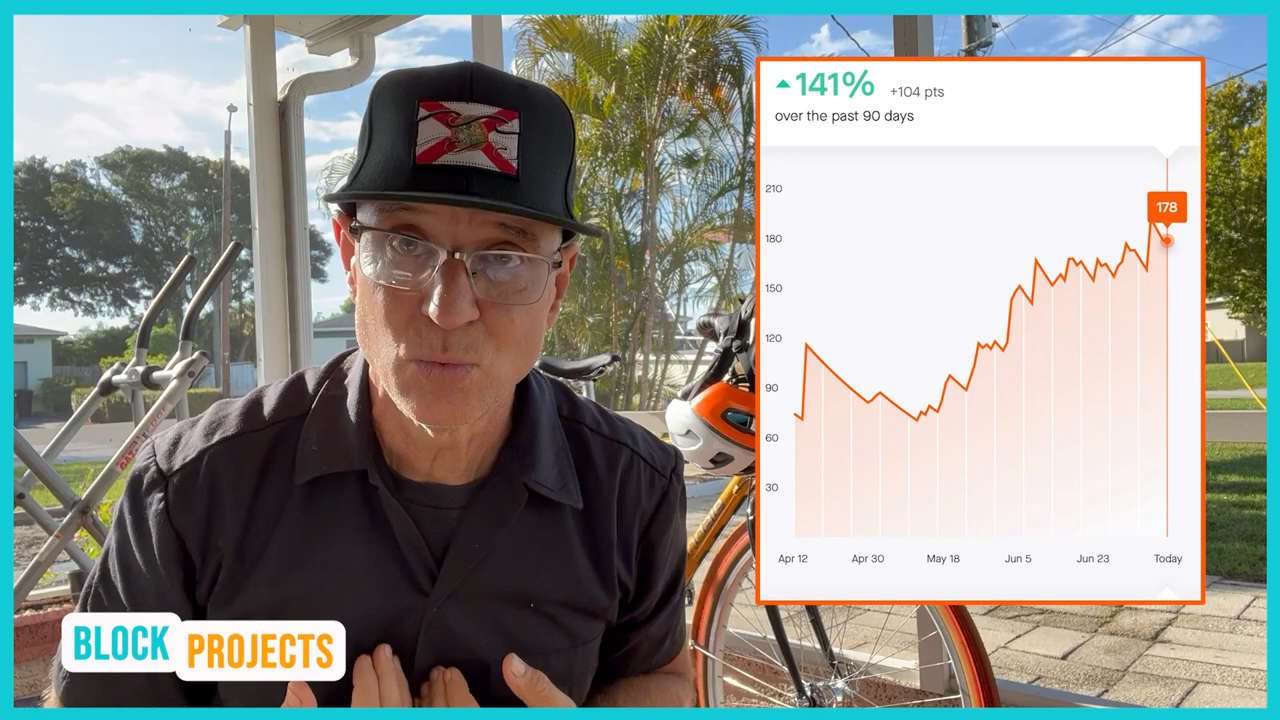 ▲141% +104 pts
over the past 90 days
210
178
180
150
120
90
60
30
Apr 12 Apr 30 May 18 Jun 5 Jun 23 Today
BLOCK PROJECTS